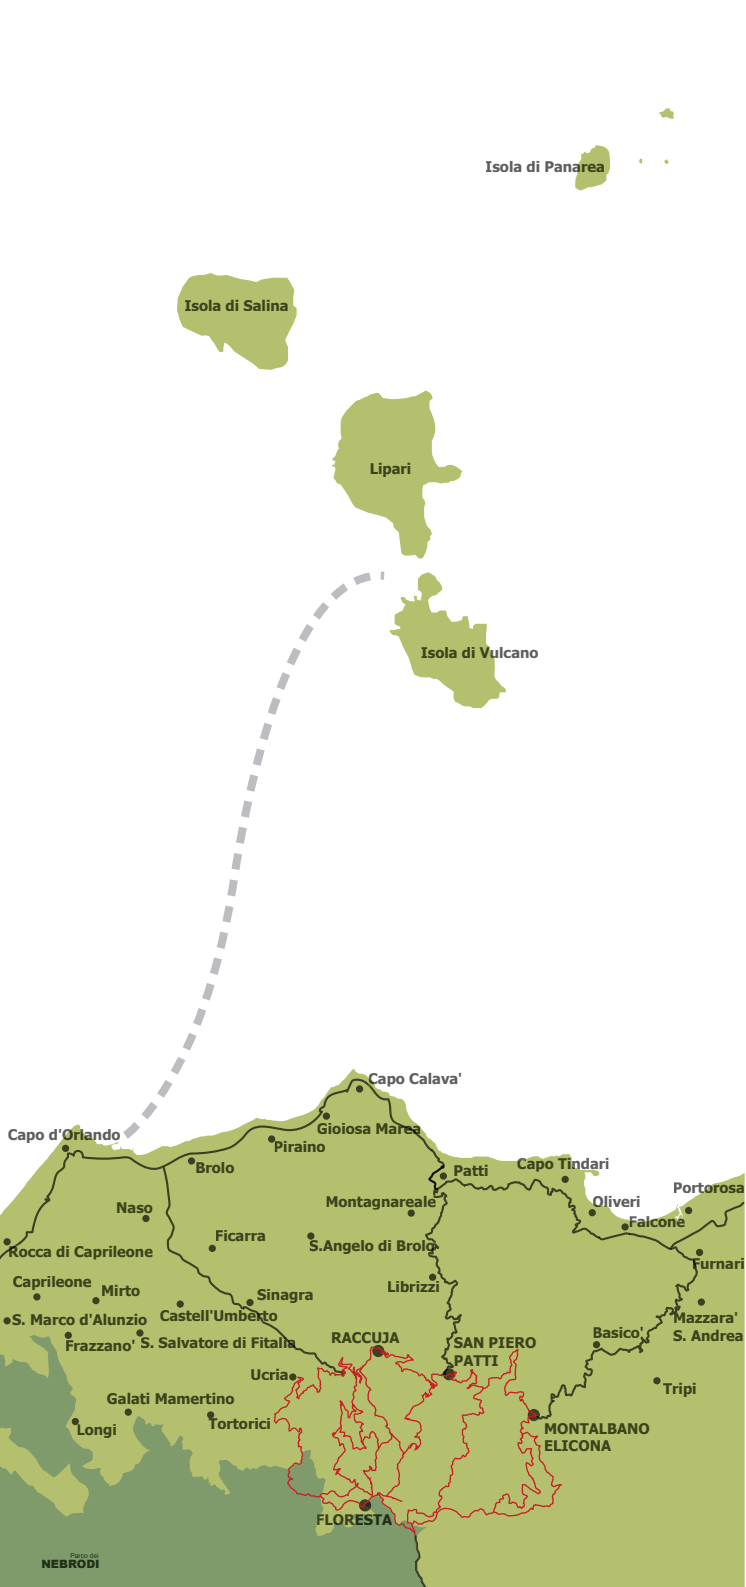 Isola di Panarea
Isola di Salina
Lipari
Isola di Vulcano
Capo Calava'
Gioiosa Marea
Capo d'Orlando
Piraino
Brolo
Patti
Capo Tindari
Portorosa
Oliveri
Falcone
Naso
Montagnareale
Ficarra
S.Angelo di Brolo
Rocca di Caprileone
Furnari
Caprileone
Mirto
Sinagra
Librizzi
S. Marco d'Alunzio
Castell'Umberto
Mazzara'
S. Andrea
Frazzano'
S. Salvatore di Fitalia
RACCUJA
SAN PIERO
PATTI
Basico'
Ucria
Tripi
Galati Mamertino
Longi
Tortorici
MONTALBANO
ELICONA
FLORESTA
Parco dei
NEBRODI